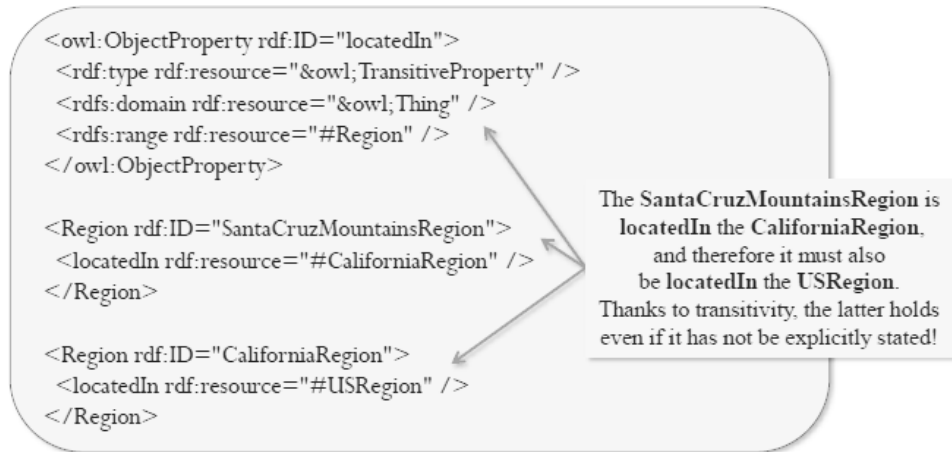 <owl:ObjectProperty rdf:ID="locatedIn">
<rdf:type rdf:resource="&owl;TransitiveProperty" />
<rdfs:domain rdf:resource="&owl;Thing" />
<rdfs:range rdf:resource="#Region" />
</owl:ObjectProperty>
<Region rdf:ID="SantaCruzMountainsRegion">
<locatedIn rdf:resource="#CaliforniaRegion" />
</Region>
<Region rdf:ID="CaliforniaRegion">
<locatedIn rdf:resource="#USRegion" />
</Region>
The SantaCruzMountainsRegion is
locatedIn the CaliforniaRegion,
and therefore it must also
be locatedIn the USRegion.
Thanks to transitivity, the latter holds
even if it has not be explicitly stated!